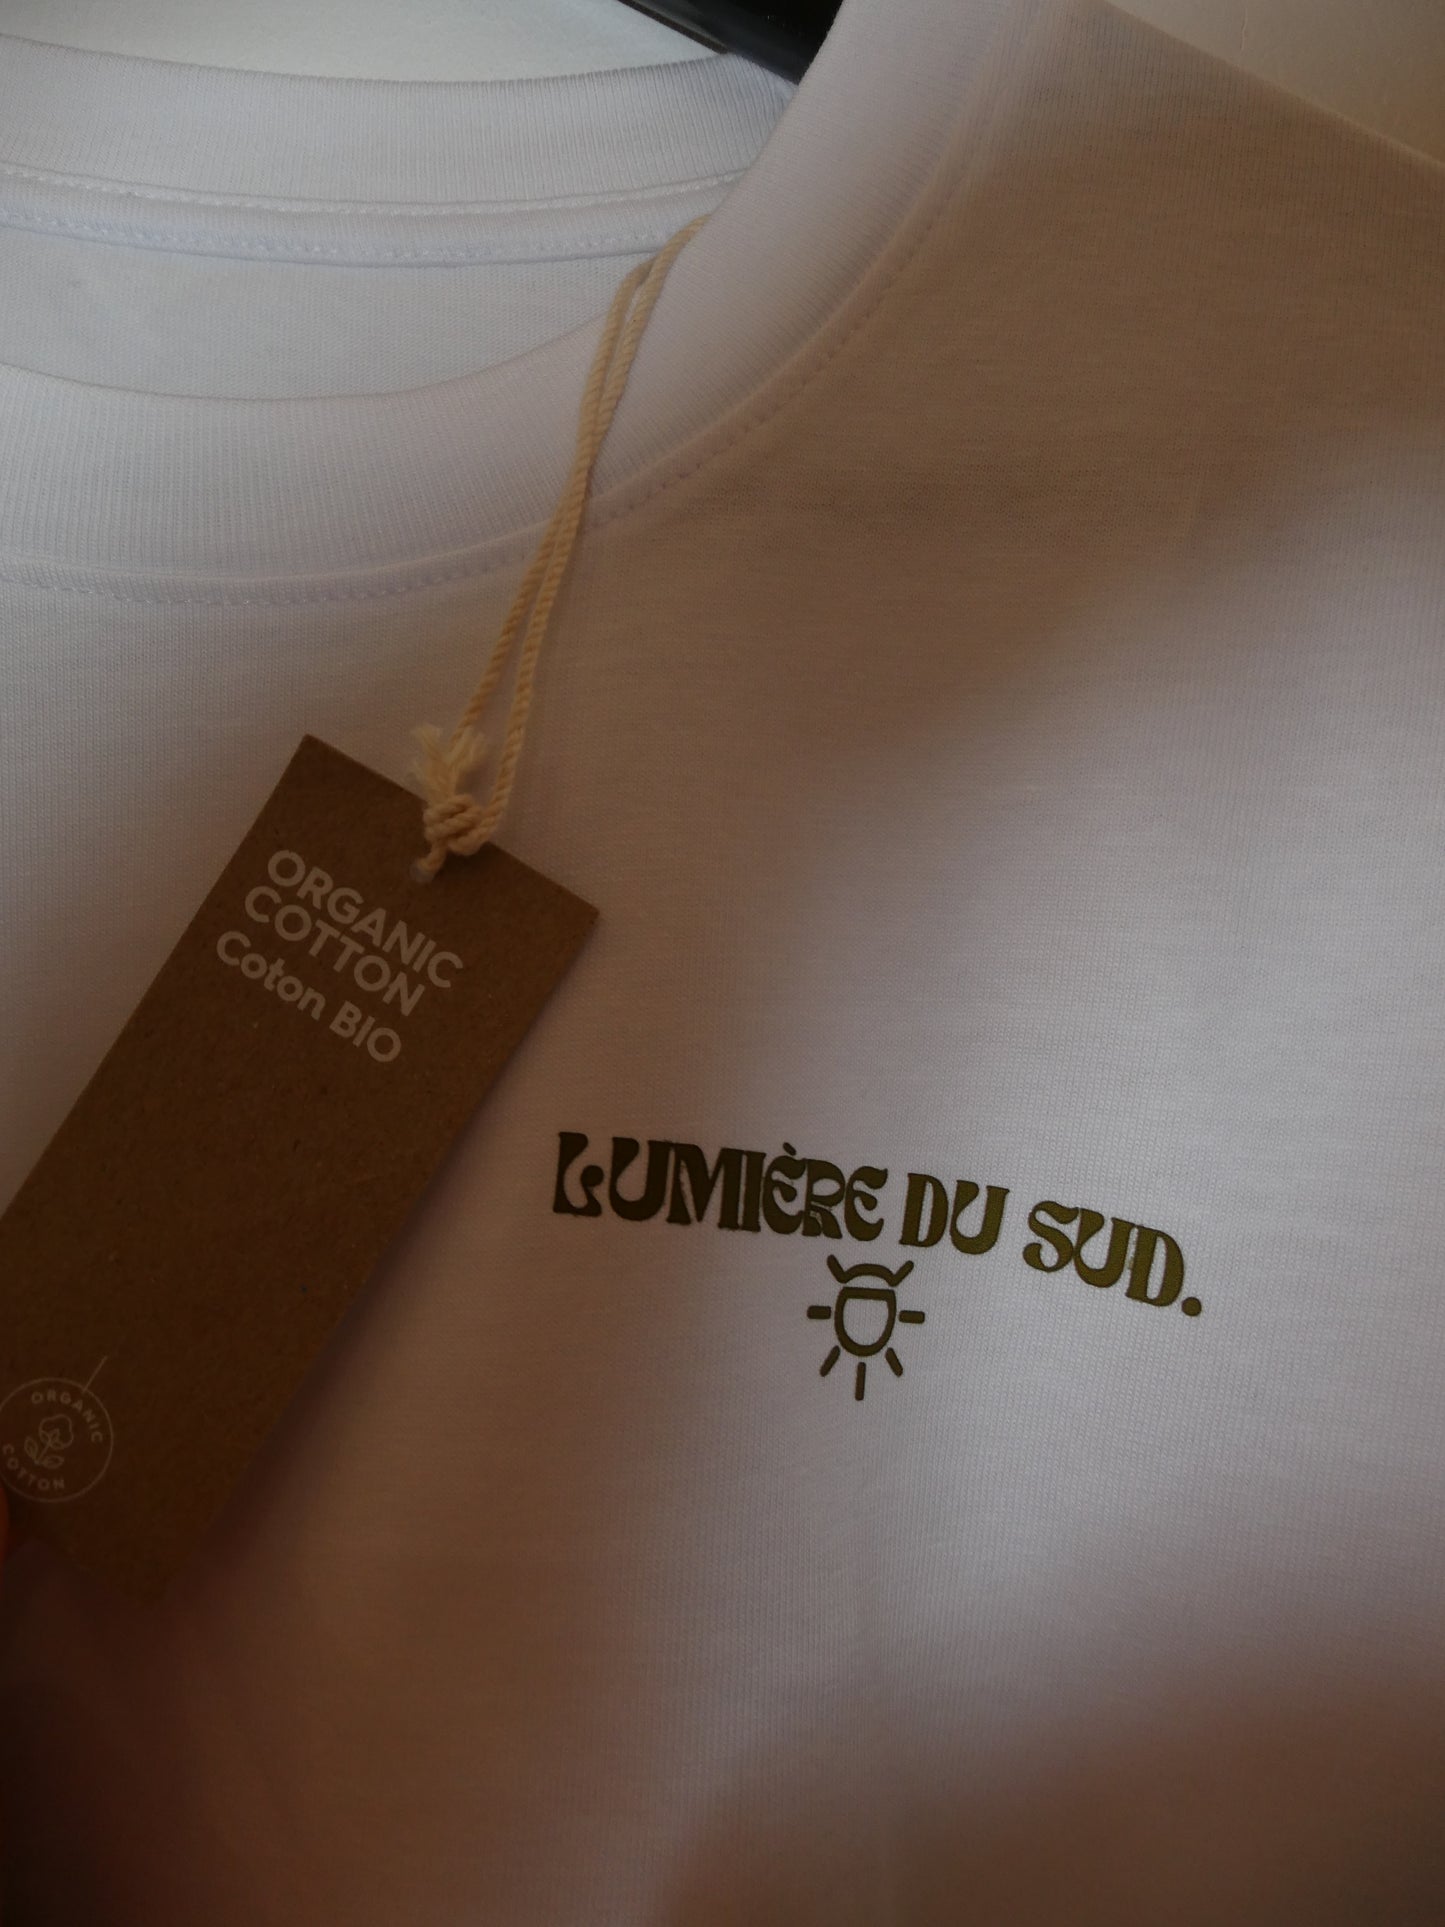 ORGANIC
COTTON
Coton BIO
LUMIÈRE DU SUD.
ORGANIC
COTTON